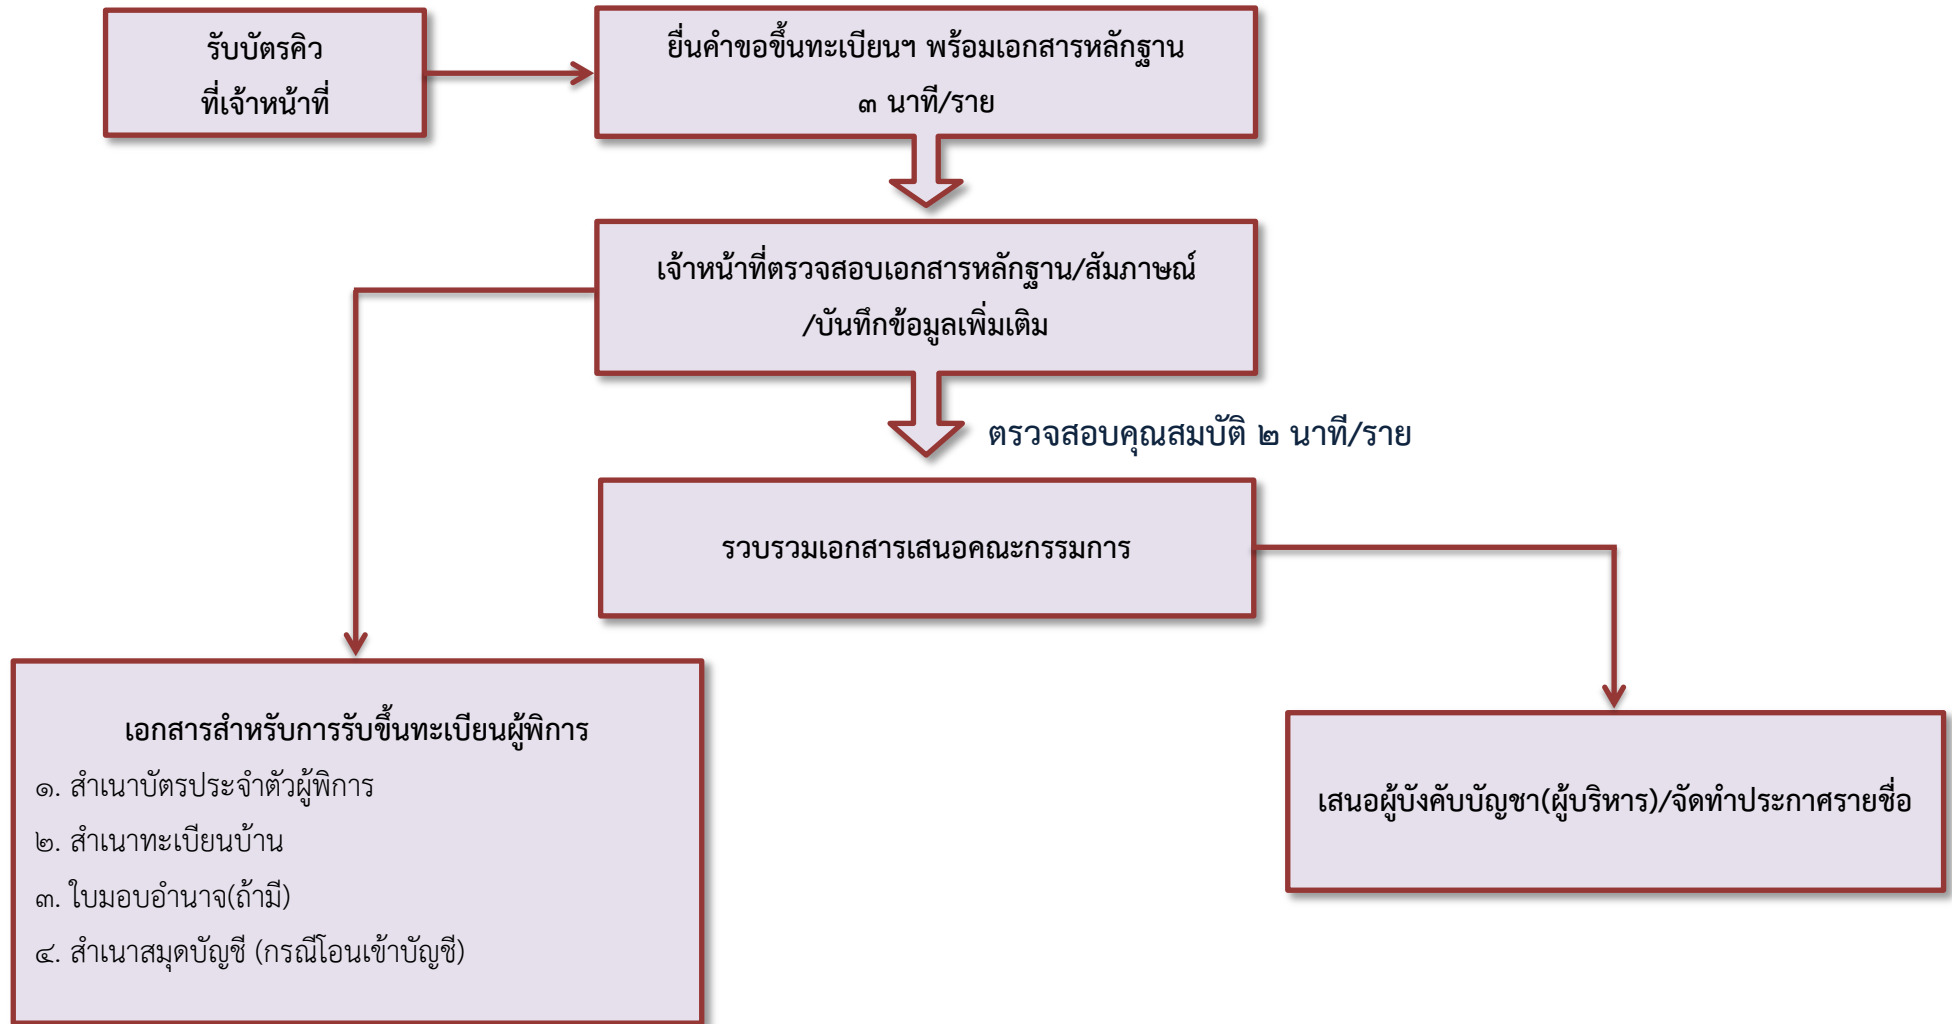 รับบัตรคิว
ที่เจ้าหน้าที่
ยื่นคำขอขึ้นทะเบียนฯ พร้อมเอกสารหลักฐาน
๓ นาที/ราย
เจ้าหน้าที่ตรวจสอบเอกสารหลักฐาน/สัมภาษณ์
/บันทึกข้อมูลเพิ่มเติม
ตรวจสอบคุณสมบัติ ๒ นาที/ราย
รวบรวมเอกสารเสนอคณะกรรมการ
เอกสารสำหรับการรับขึ้นทะเบียนผู้พิการ
๑. สำเนาบัตรประจำตัวผู้พิการ
๒. สำเนาทะเบียนบ้าน
๓. ใบมอบอำนาจ(ถ้ามี)
๔. สำเนาสมุดบัญชี (กรณีโอนเข้าบัญชี)
เสนอผู้บังคับบัญชา(ผู้บริหาร)/จัดทำประกาศรายชื่อ